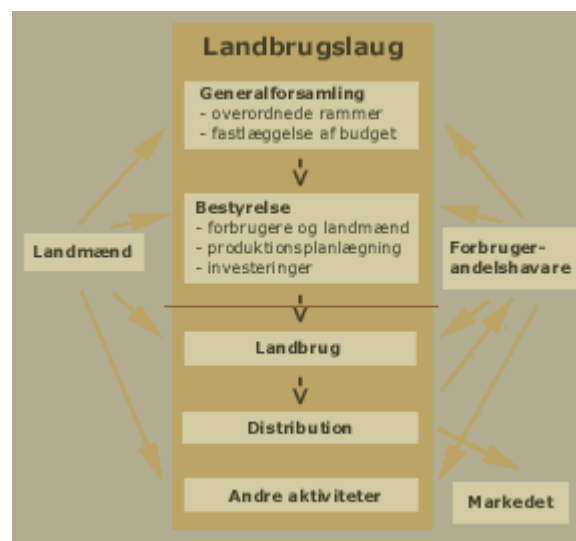 Landbrugslaug
Generalforsamling
- overordnede rammer
- fastlæggelse af budget
Bestyrelse
- forbrugere og landmænd
- produktionsplanlægning
- investeringer
Landmænd
Forbruger-
andelshavare
Landbrug
Distribution
Andre aktiviteter
Markedet